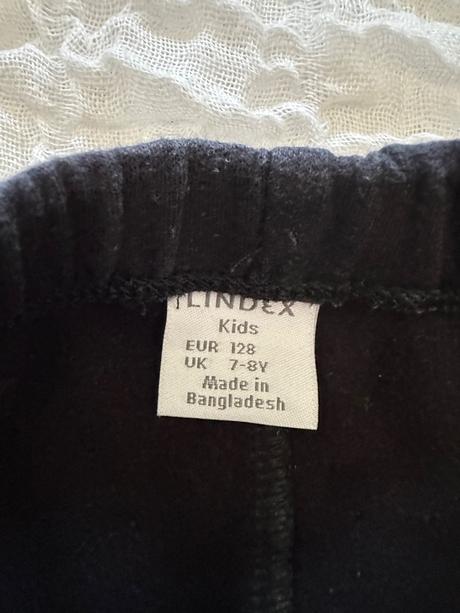 LINDEX
Kids
EUR 128
UK 7-8Y
Made in
Bangladesh